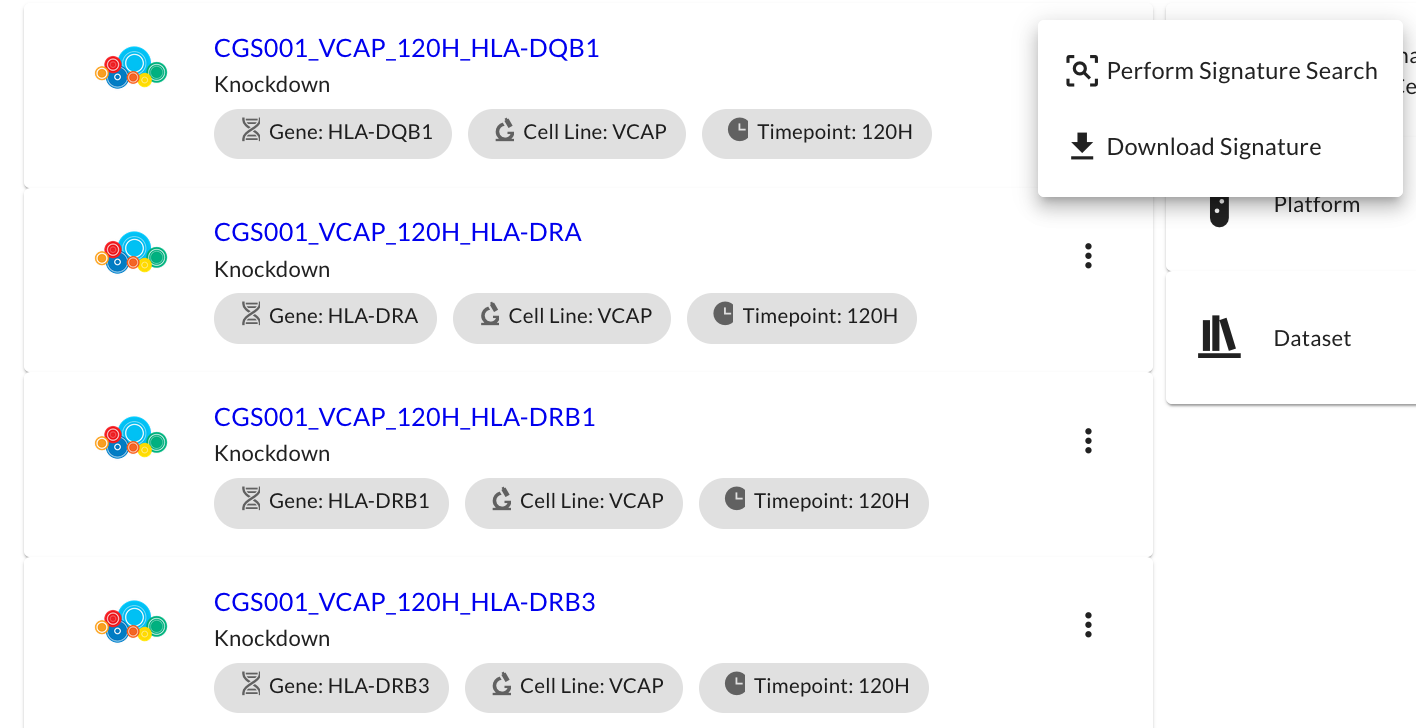 CGS001_VCAP_120H_HLA-DQB1
Knockdown
Gene: HLA-DQB1 Cell Line: VCAP Timepoint: 120H
CGS001_VCAP_120H_HLA-DRA
Knockdown
Gene: HLA-DRA Cell Line: VCAP Timepoint: 120H
CGS001_VCAP_120H_HLA-DRB1
Knockdown
Gene: HLA-DRB1 Cell Line: VCAP Timepoint: 120H
CGS001_VCAP_120H_HLA-DRB3
Knockdown
Gene: HLA-DRB3 Cell Line: VCAP Timepoint: 120H
Perform Signature Search
Download Signature
Platform
Dataset